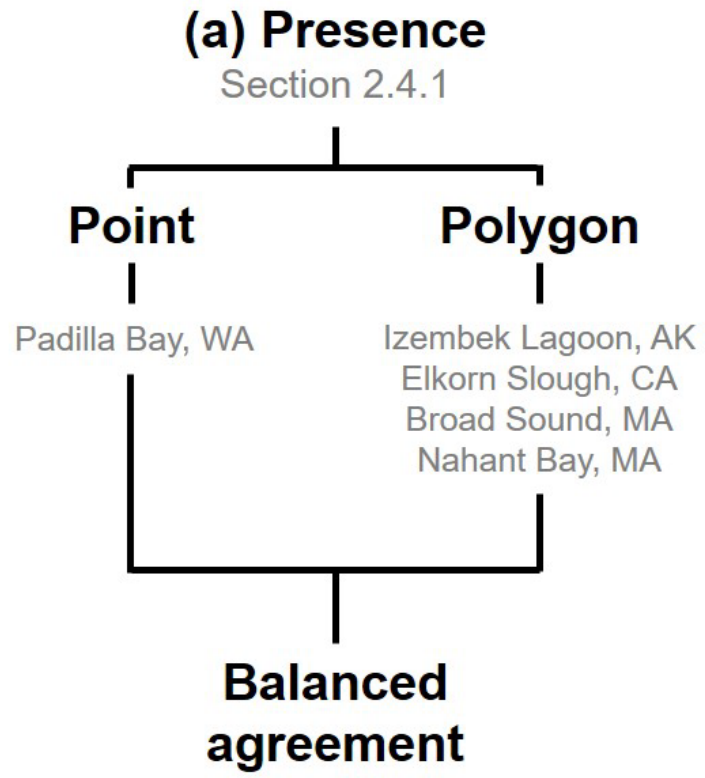 (a) Presence
Section 2.4.1
Point
Polygon
Padilla Bay, WA
Izembek Lagoon, AK
Elkorn Slough, CA
Broad Sound, MA
Nahant Bay, MA
Balanced
agreement